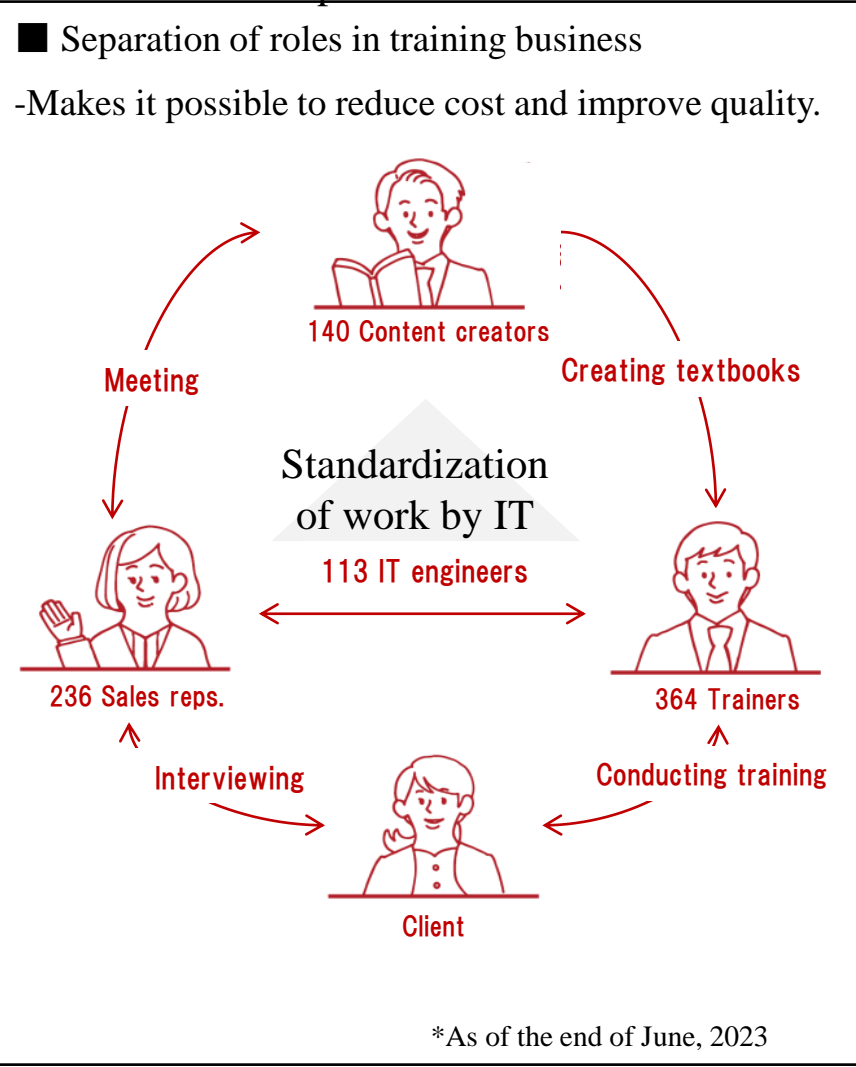 ■ Separation of roles in training business
-Makes it possible to reduce cost and improve quality.
140 Content creators
Meeting
Creating textbooks
Standardization
of work by IT
113 IT engineers
236 Sales reps.
364 Trainers
Interviewing
Conducting training
Client
*As of the end of June, 2023